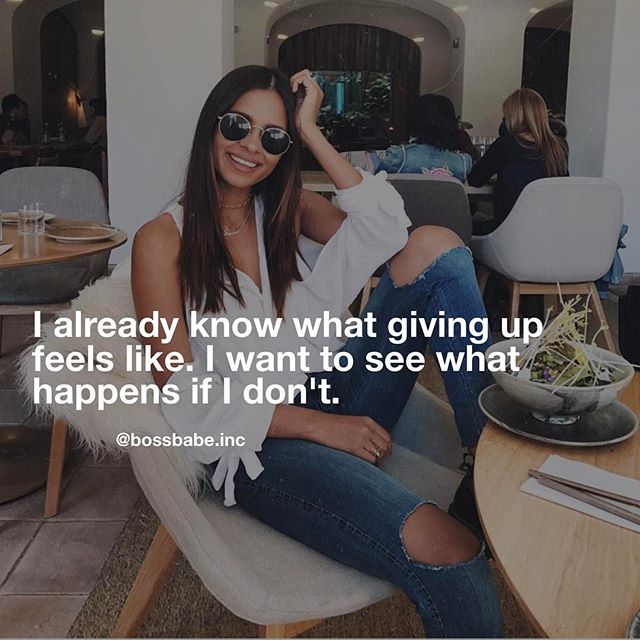 I already know what giving up
feels like. I want to see what
happens if I don't.
@bossbabe.inc